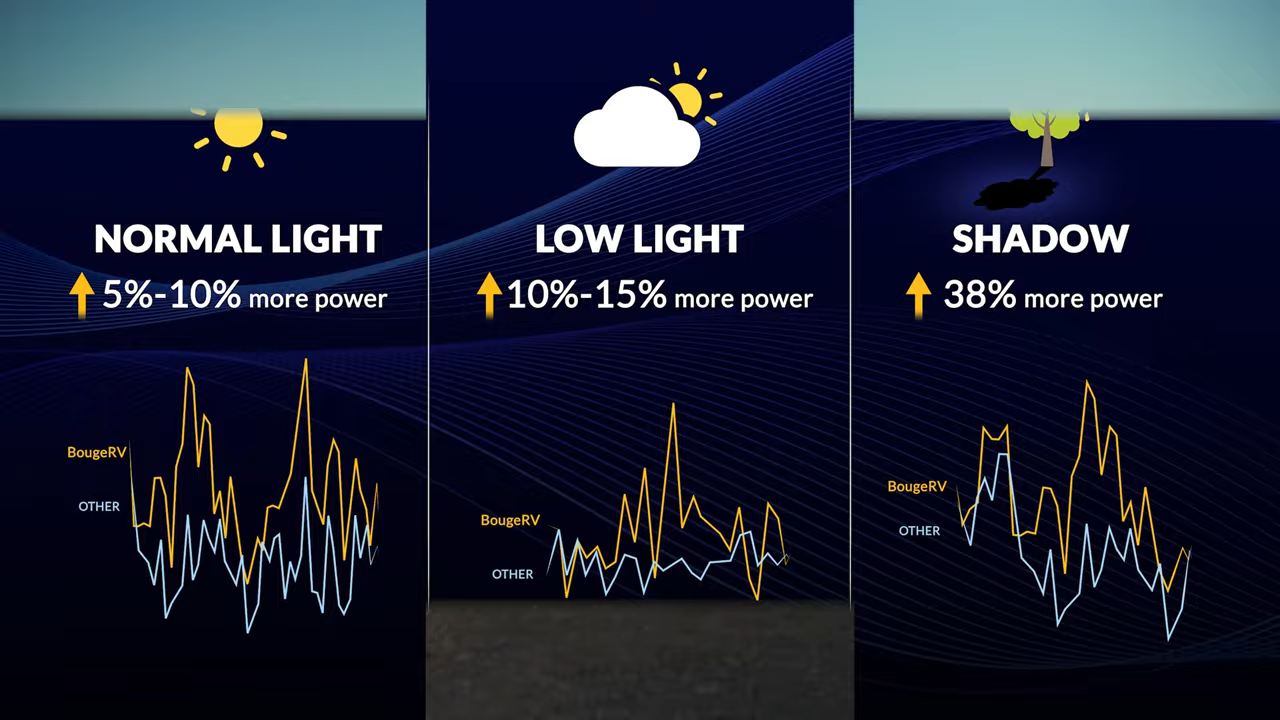 NORMAL LIGHT
5%-10% more power
BougeRV
OTHER
LOW LIGHT
10%-15% more power
BougeRV
OTHER
SHADOW
38% more power
BougeRV
OTHER